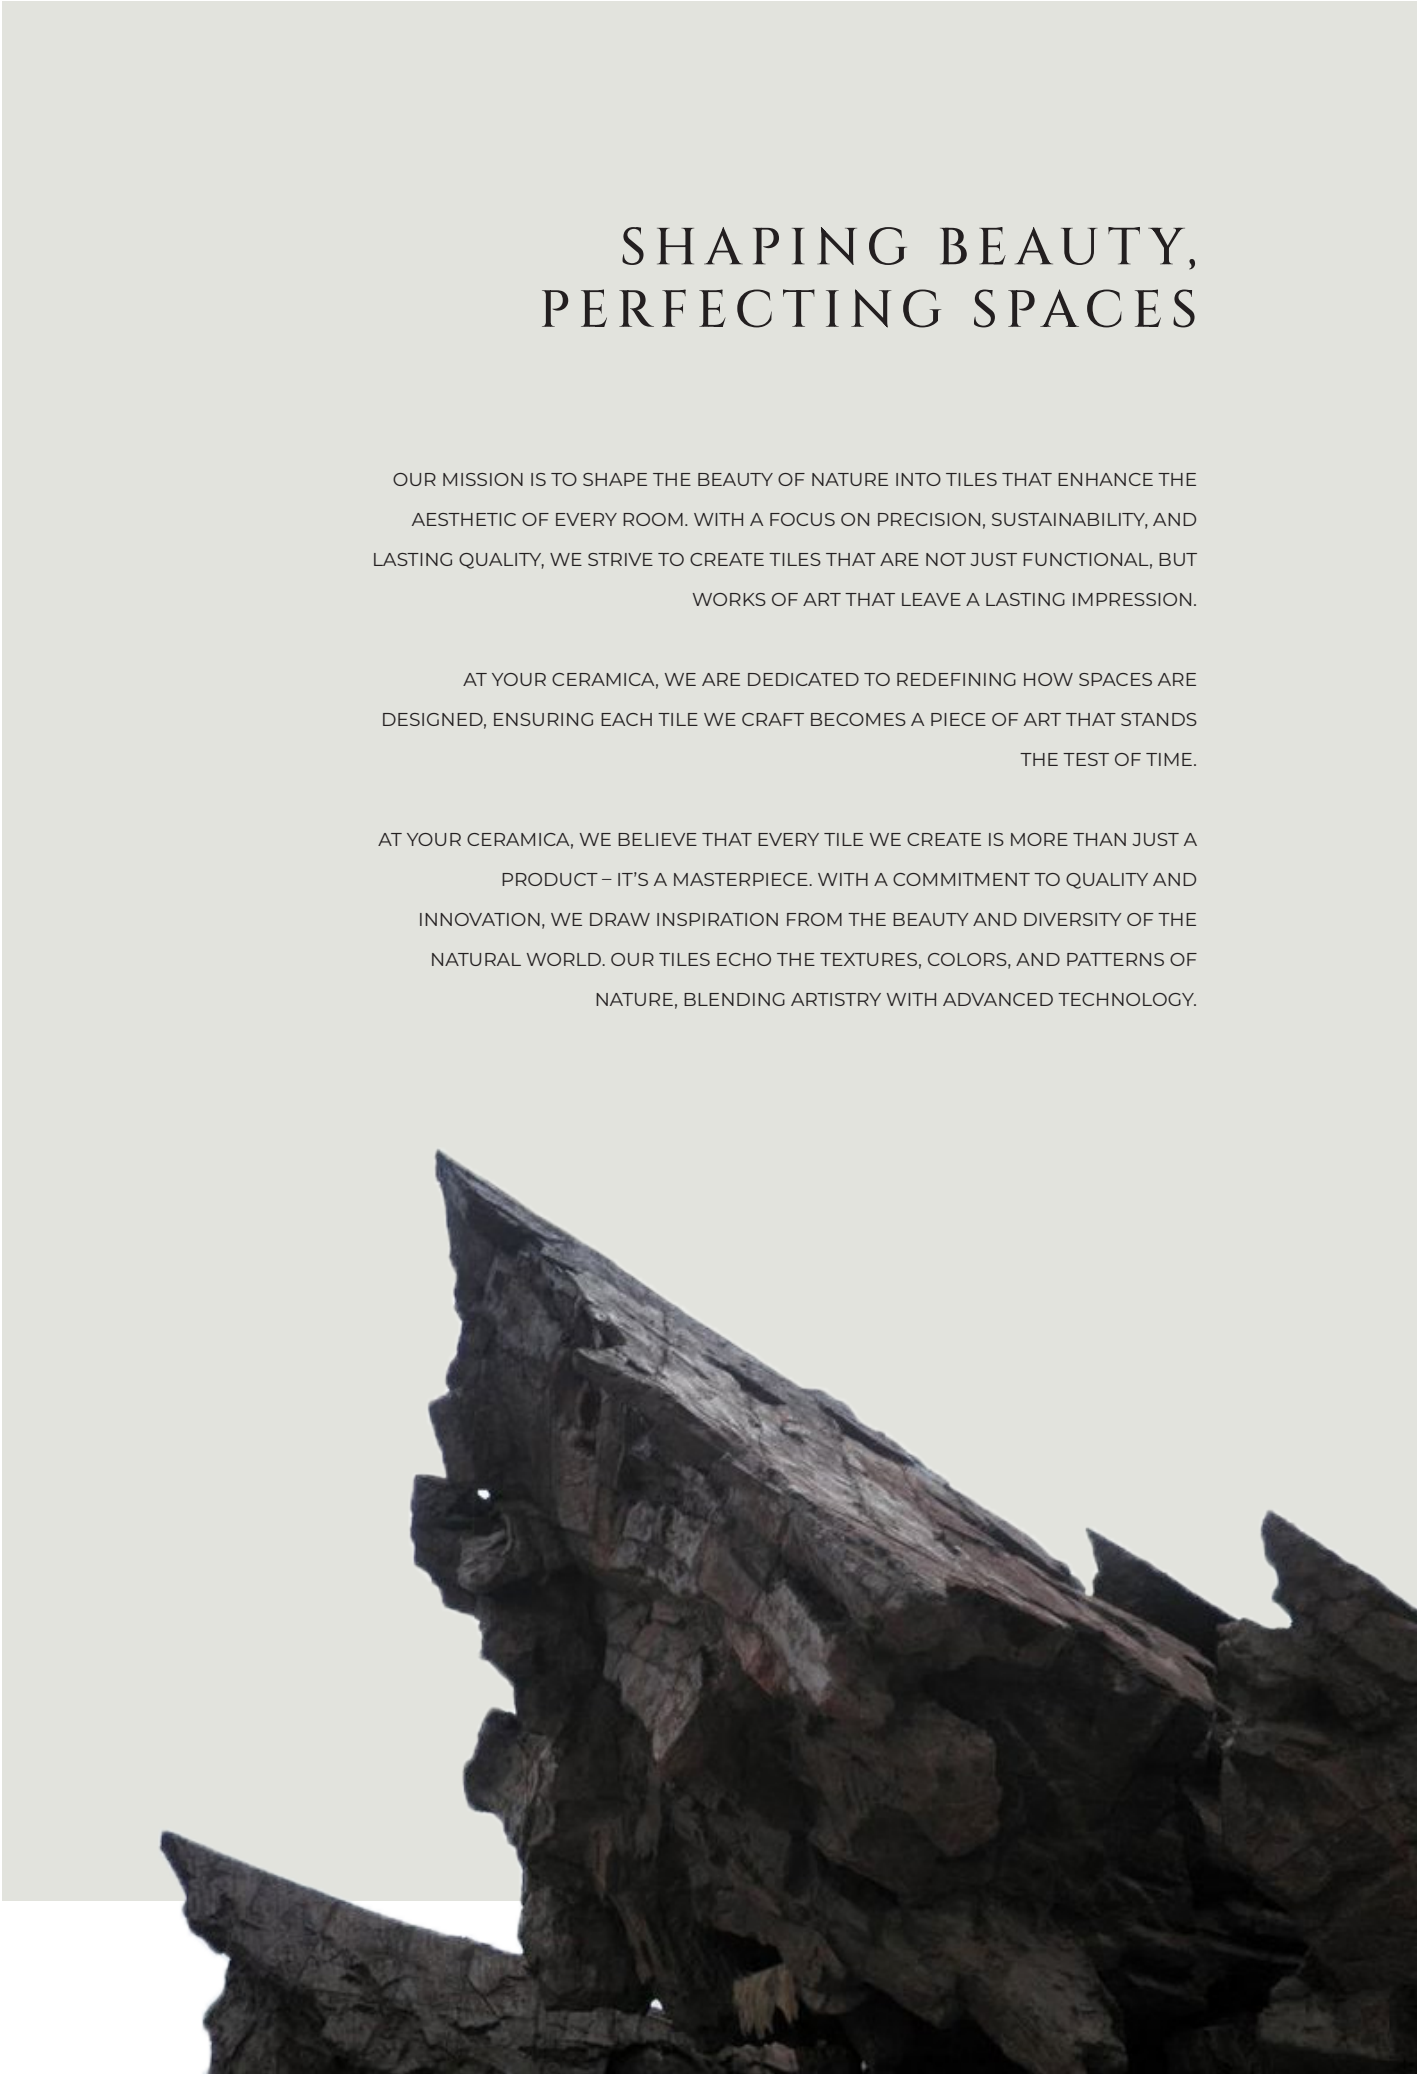 SHAPING BEAUTY,
PERFECTING SPACES
OUR MISSION IS TO SHAPE THE BEAUTY OF NATURE INTO TILES THAT ENHANCE THE
AESTHETIC OF EVERY ROOM. WITH A FOCUS ON PRECISION, SUSTAINABILITY, AND
LASTING QUALITY, WE STRIVE TO CREATE TILES THAT ARE NOT JUST FUNCTIONAL, BUT
WORKS OF ART THAT LEAVE A LASTING IMPRESSION.
AT YOUR CERAMICA, WE ARE DEDICATED TO REDEFINING HOW SPACES ARE
DESIGNED, ENSURING EACH TILE WE CRAFT BECOMES A PIECE OF ART THAT STANDS
THE TEST OF TIME.
AT YOUR CERAMICA, WE BELIEVE THAT EVERY TILE WE CREATE IS MORE THAN JUST A
PRODUCT – IT’S A MASTERPIECE. WITH A COMMITMENT TO QUALITY AND
INNOVATION, WE DRAW INSPIRATION FROM THE BEAUTY AND DIVERSITY OF THE
NATURAL WORLD. OUR TILES ECHO THE TEXTURES, COLORS, AND PATTERNS OF
NATURE, BLENDING ARTISTRY WITH ADVANCED TECHNOLOGY.